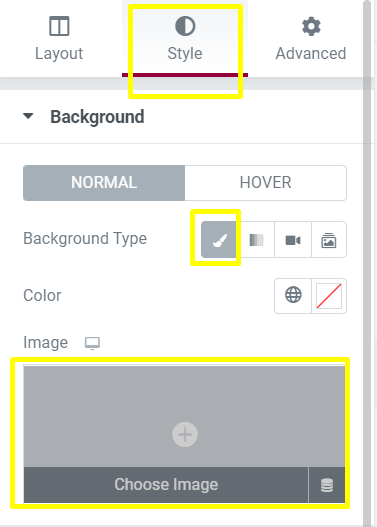 Layout Style Advanced
Background
NORMAL HOVER
Background Type
Color
Image
Choose Image